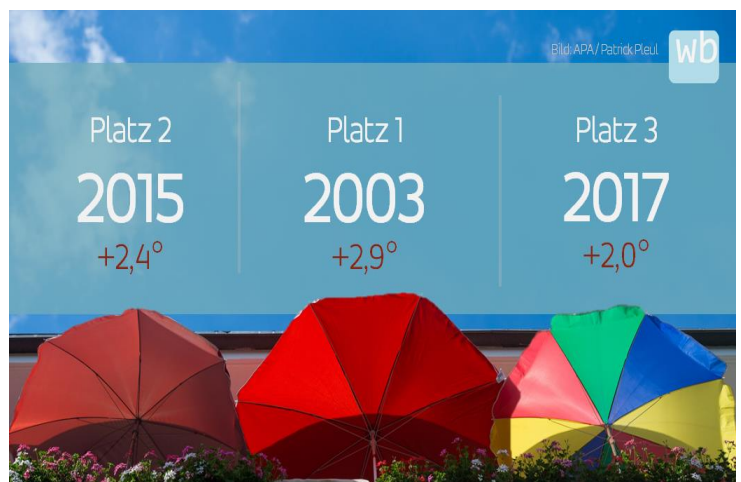 Bild: APA / Patrick Pleul
wb
Platz 2
2015
+2,4°
Platz 1
2003
+2,9°
Platz 3
2017
+2,0°